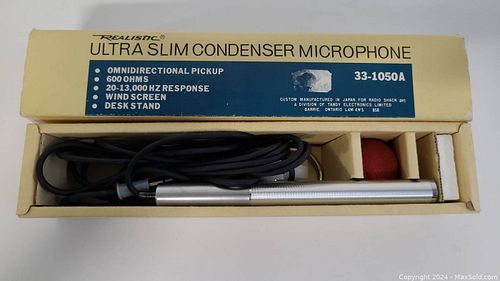 REALISTIC®
ULTRA SLIM CONDENSER MICROPHONE
• OMNIDIRECTIONAL PICKUP
• 600 OHMS
• 20-13,000 HZ RESPONSE
• WIND SCREEN
• DESK STAND
33-1050A
CUSTOM MANUFACTURED IN JAPAN FOR RADIO SHACK
A DIVISION OF TANDY ELECTRONICS LIMITED
BARRIE, ONTARIO L4M 4W5
Copyright © 2024 - MaxSold.com